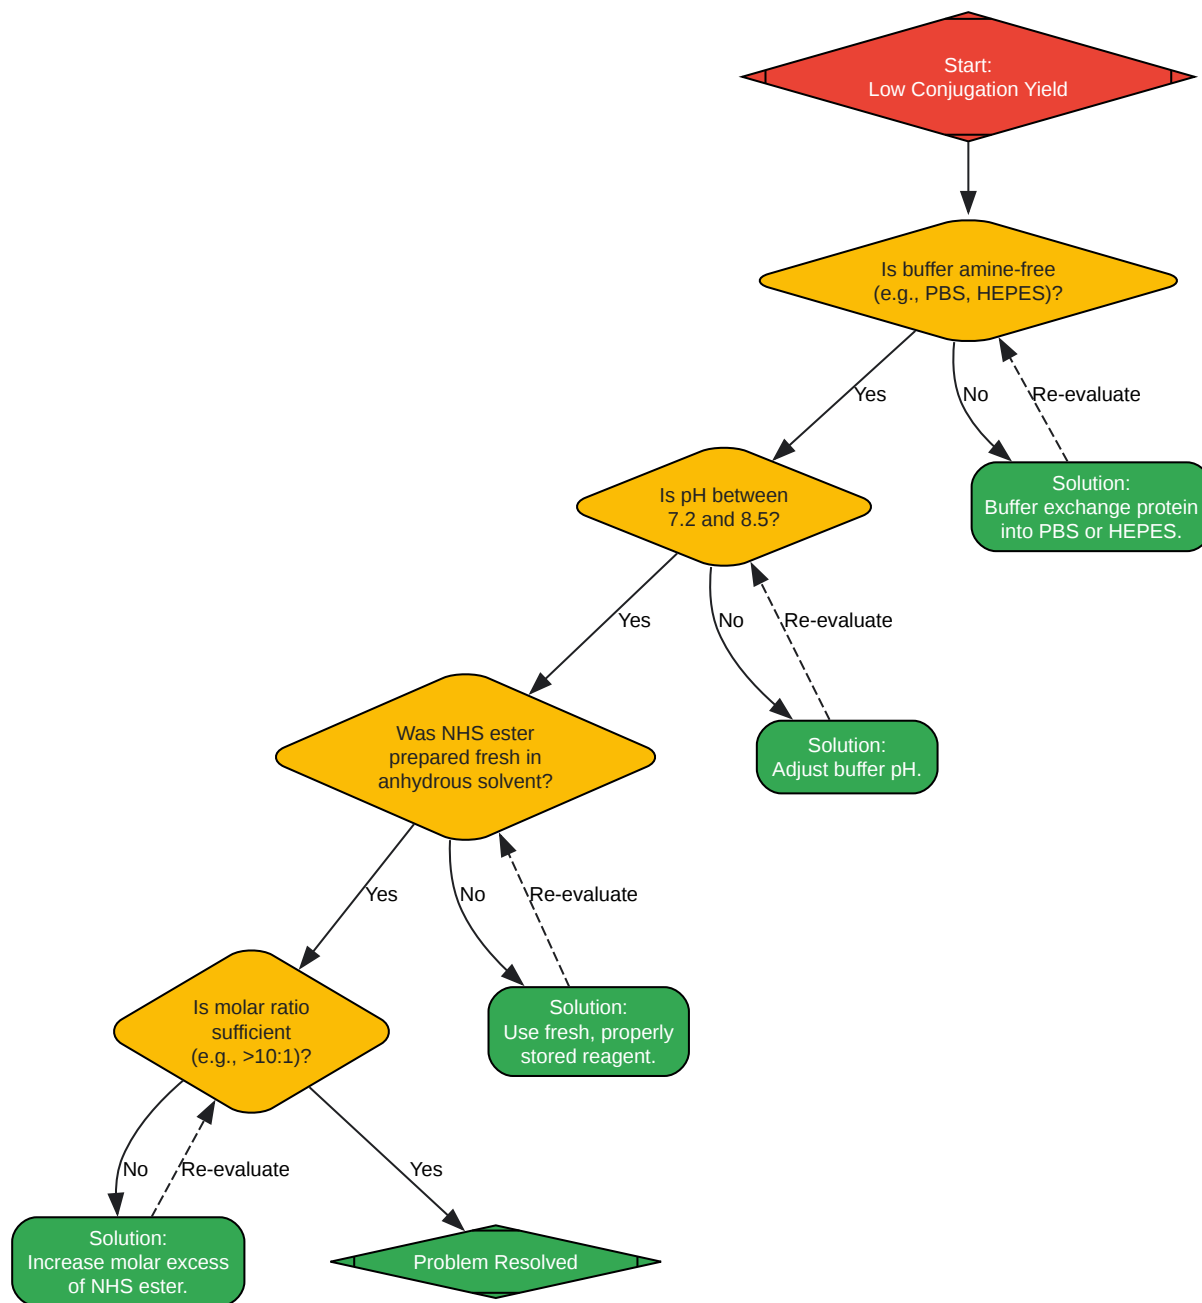 Start:
Low Conjugation Yield
Is buffer amine-free
(e.g., PBS, HEPES)?
Yes
No
Re-evaluate
Solution:
Buffer exchange protein
into PBS or HEPES.
Is pH between
7.2 and 8.5?
Yes
No
Re-evaluate
Solution:
Adjust buffer pH.
Was NHS ester
prepared fresh in
anhydrous solvent?
Yes
No
Re-evaluate
Solution:
Use fresh, properly
stored reagent.
Is molar ratio
sufficient
(e.g., >10:1)?
No
Re-evaluate
Yes
Solution:
Increase molar excess
of NHS ester.
Problem Resolved